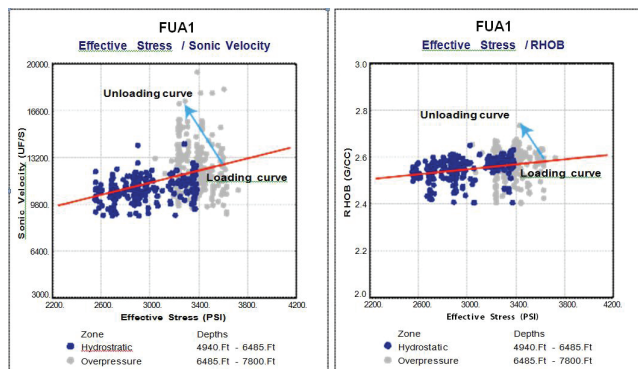 FUA1
Effective Stress / Sonic Velocity
20000.
16600.
13200.
9800.
6400.
3000.
Sonic Velocity (UF/S)
Unloading curve
Loading curve
2200. 2600. 3000. 3400. 4200.
Effective Stress (PSI)
Zone Depths
Hydrostratic 4940.Ft - 6485.Ft
Overpressure 6485.Ft - 7800.Ft
FUA1
Effective Stress / RHOB
3.0
2.8
2.6
2.4
2.2
2.0
RHOB (G/CC)
Unloading curve
Loading curve
2200. 2600. 3000. 3400. 4200. 4200.
Effective Stress (PSI)
Zone Depths
Hydrostatic 4940.Ft - 6485.Ft
Overpressure 6485.Ft - 7800.Ft